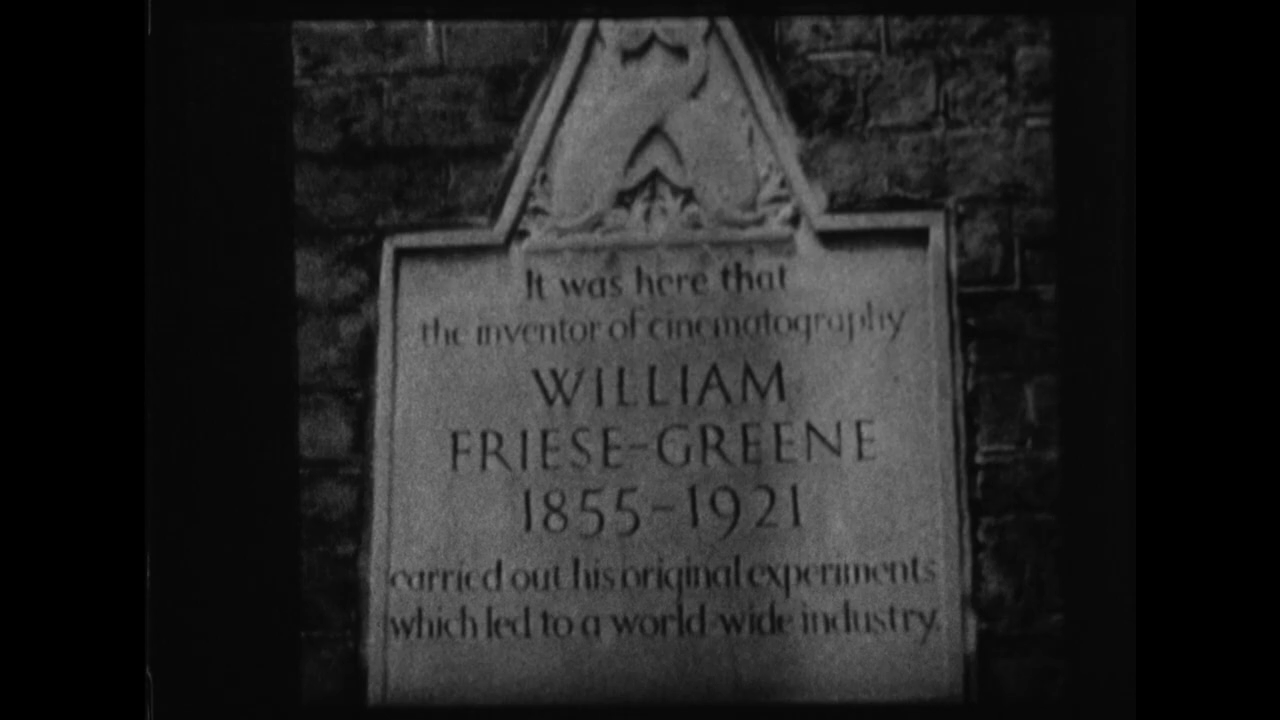 It was here that
the inventor of cinematography
WILLIAM
FRIESE-GREENE
1855-1921
carried out his original experiments
which led to a world-wide industry.